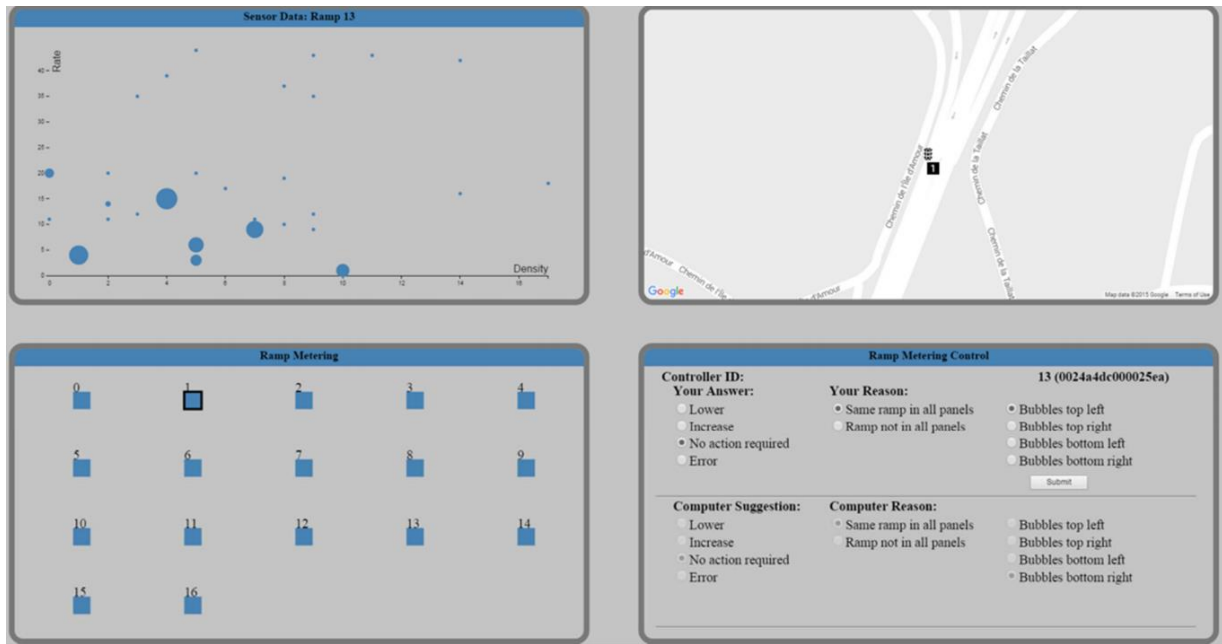 Sensor Data: Ramp 13
Rate
40
35
30
25
20
15
10
5
0
0 2 4 6 8 10 12 14 16
Density
Chemin de la Taillat
Chemin de la Taillat
Chemin de l'Île d'Amour
1
Chemin de la Taillat
d'Amour Chemin de l'Île
d'Amour
Google
Map data ©2015 Google Terms of Use
Ramp Metering
0 1 2 3 4
5 6 7 8 9
10 11 12 13 14
15 16
Ramp Metering Control
Controller ID: 13 (0024a4dc000025ea)
Your Answer: Your Reason:
Lower Same ramp in all panels Bubbles top left
Increase Ramp not in all panels Bubbles top right
No action required Bubbles bottom left
Error Bubbles bottom right
Submit
Computer Suggestion: Computer Reason:
Lower Same ramp in all panels Bubbles top left
Increase Ramp not in all panels Bubbles top right
No action required Bubbles bottom left
Error Bubbles bottom right